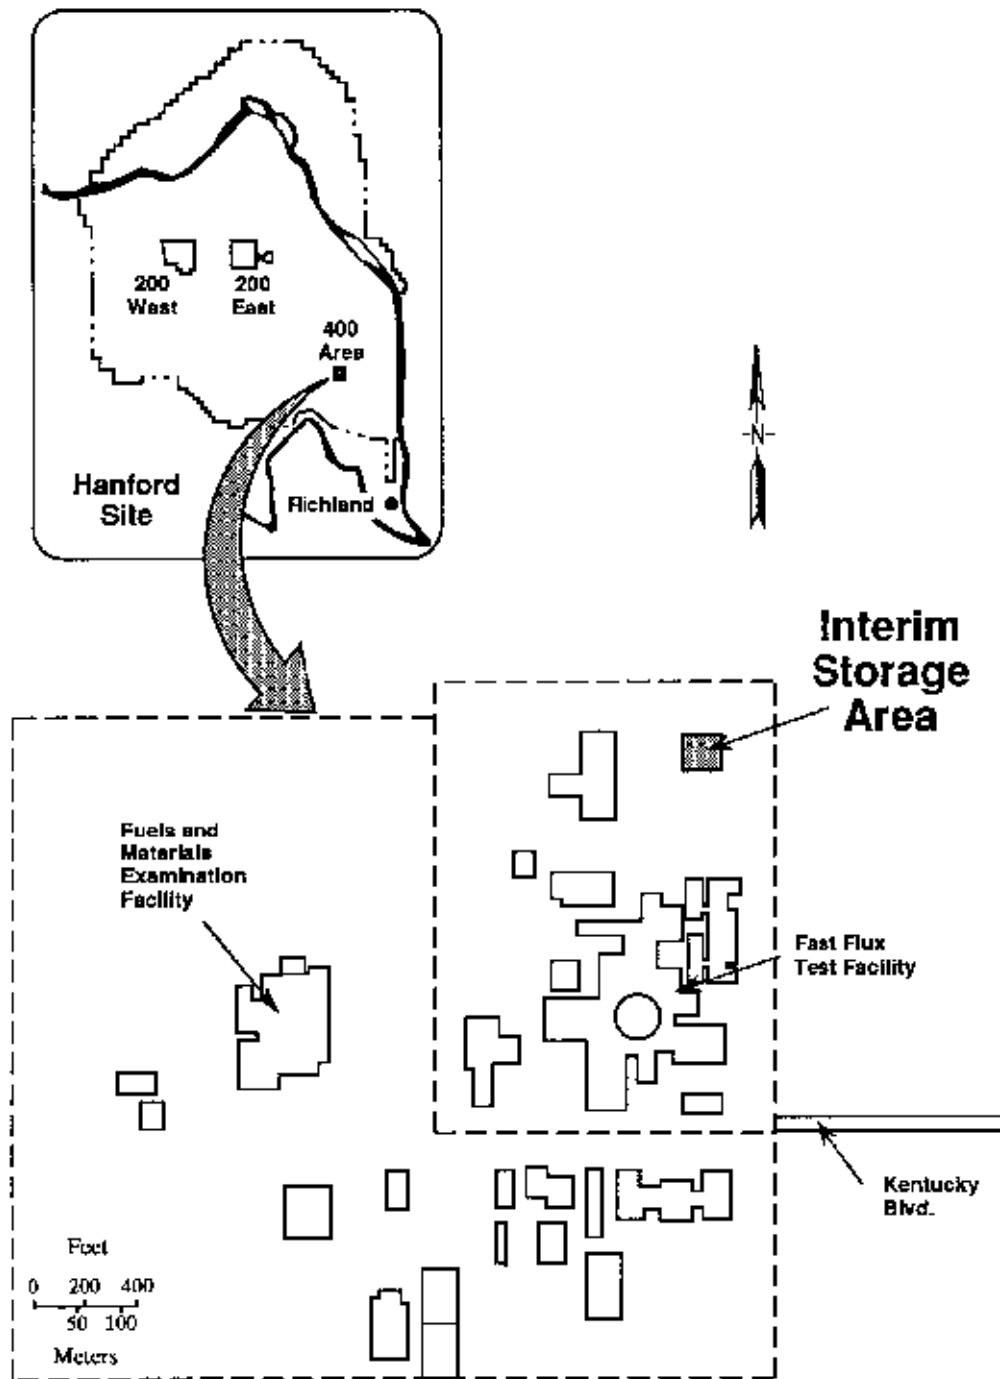 200
West
200
East
400
Area
Hanford
Site
Richland
N
Interim
Storage
Area
Fuels and
Materials
Examination
Facility
Fast Flux
Test Facility
Kentucky
Blvd.
Feet
0 200 400
50 100
Meters